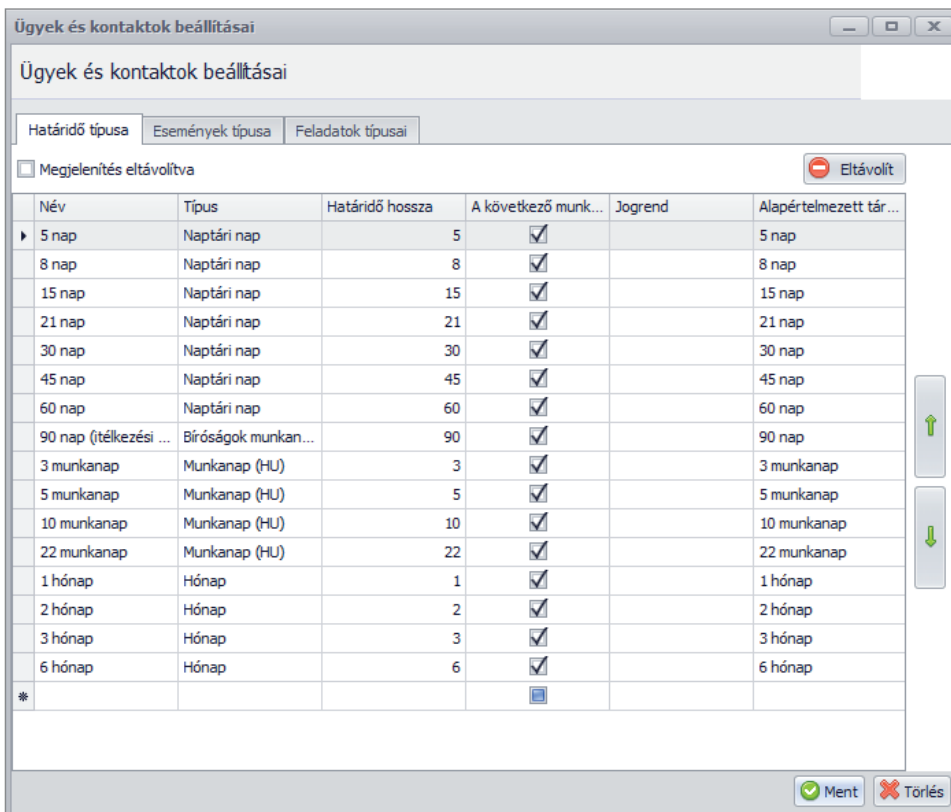 Ügyek és kontaktok beállításai
Ügyek és kontaktok beállításai
Határidő típusa Események típusa Feladatok típusai
Megjelenítés eltávolítva Eltávolít
Név Típus Határidő hossza A következő munk... Jogrend Alapértelmezett tár...
5 nap Naptári nap 5 5 nap
8 nap Naptári nap 8 8 nap
15 nap Naptári nap 15 15 nap
21 nap Naptári nap 21 21 nap
30 nap Naptári nap 30 30 nap
45 nap Naptári nap 45 45 nap
60 nap Naptári nap 60 60 nap
90 nap (itélkezési ... Bíróságok munkan... 90 90 nap
3 munkanap Munkanap (HU) 3 3 munkanap
5 munkanap Munkanap (HU) 5 5 munkanap
10 munkanap Munkanap (HU) 10 10 munkanap
22 munkanap Munkanap (HU) 22 22 munkanap
1 hónap Hónap 1 1 hónap
2 hónap Hónap 2 2 hónap
3 hónap Hónap 3 3 hónap
6 hónap Hónap 6 6 hónap
Ment Törlés